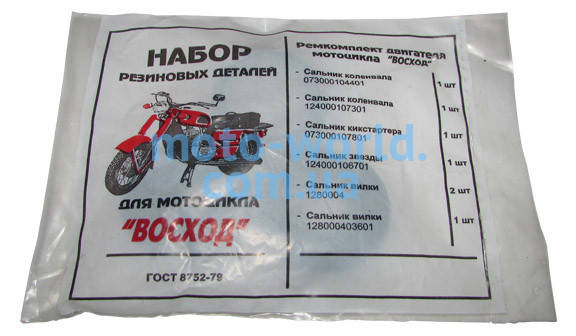 НАБОР
РЕЗИНОВЫХ ДЕТАЛЕЙ
ДЛЯ МОТОЦИКЛА
"ВОСХОД"
ГОСТ 8752-79
Ремкомплект двигателя
мотоцикла "ВОСХОД"
- Сальник коленвала
073000104401 1 шт
- Сальник коленвала
124000107301 1 шт
- Сальник кикстартера
073000107801 1 шт
- Сальник звезды
124000106701 1 шт
- Сальник вилки
1280004 2 шт
- Сальник вилки
128000403601 1 шт
moto-world.
com.ua